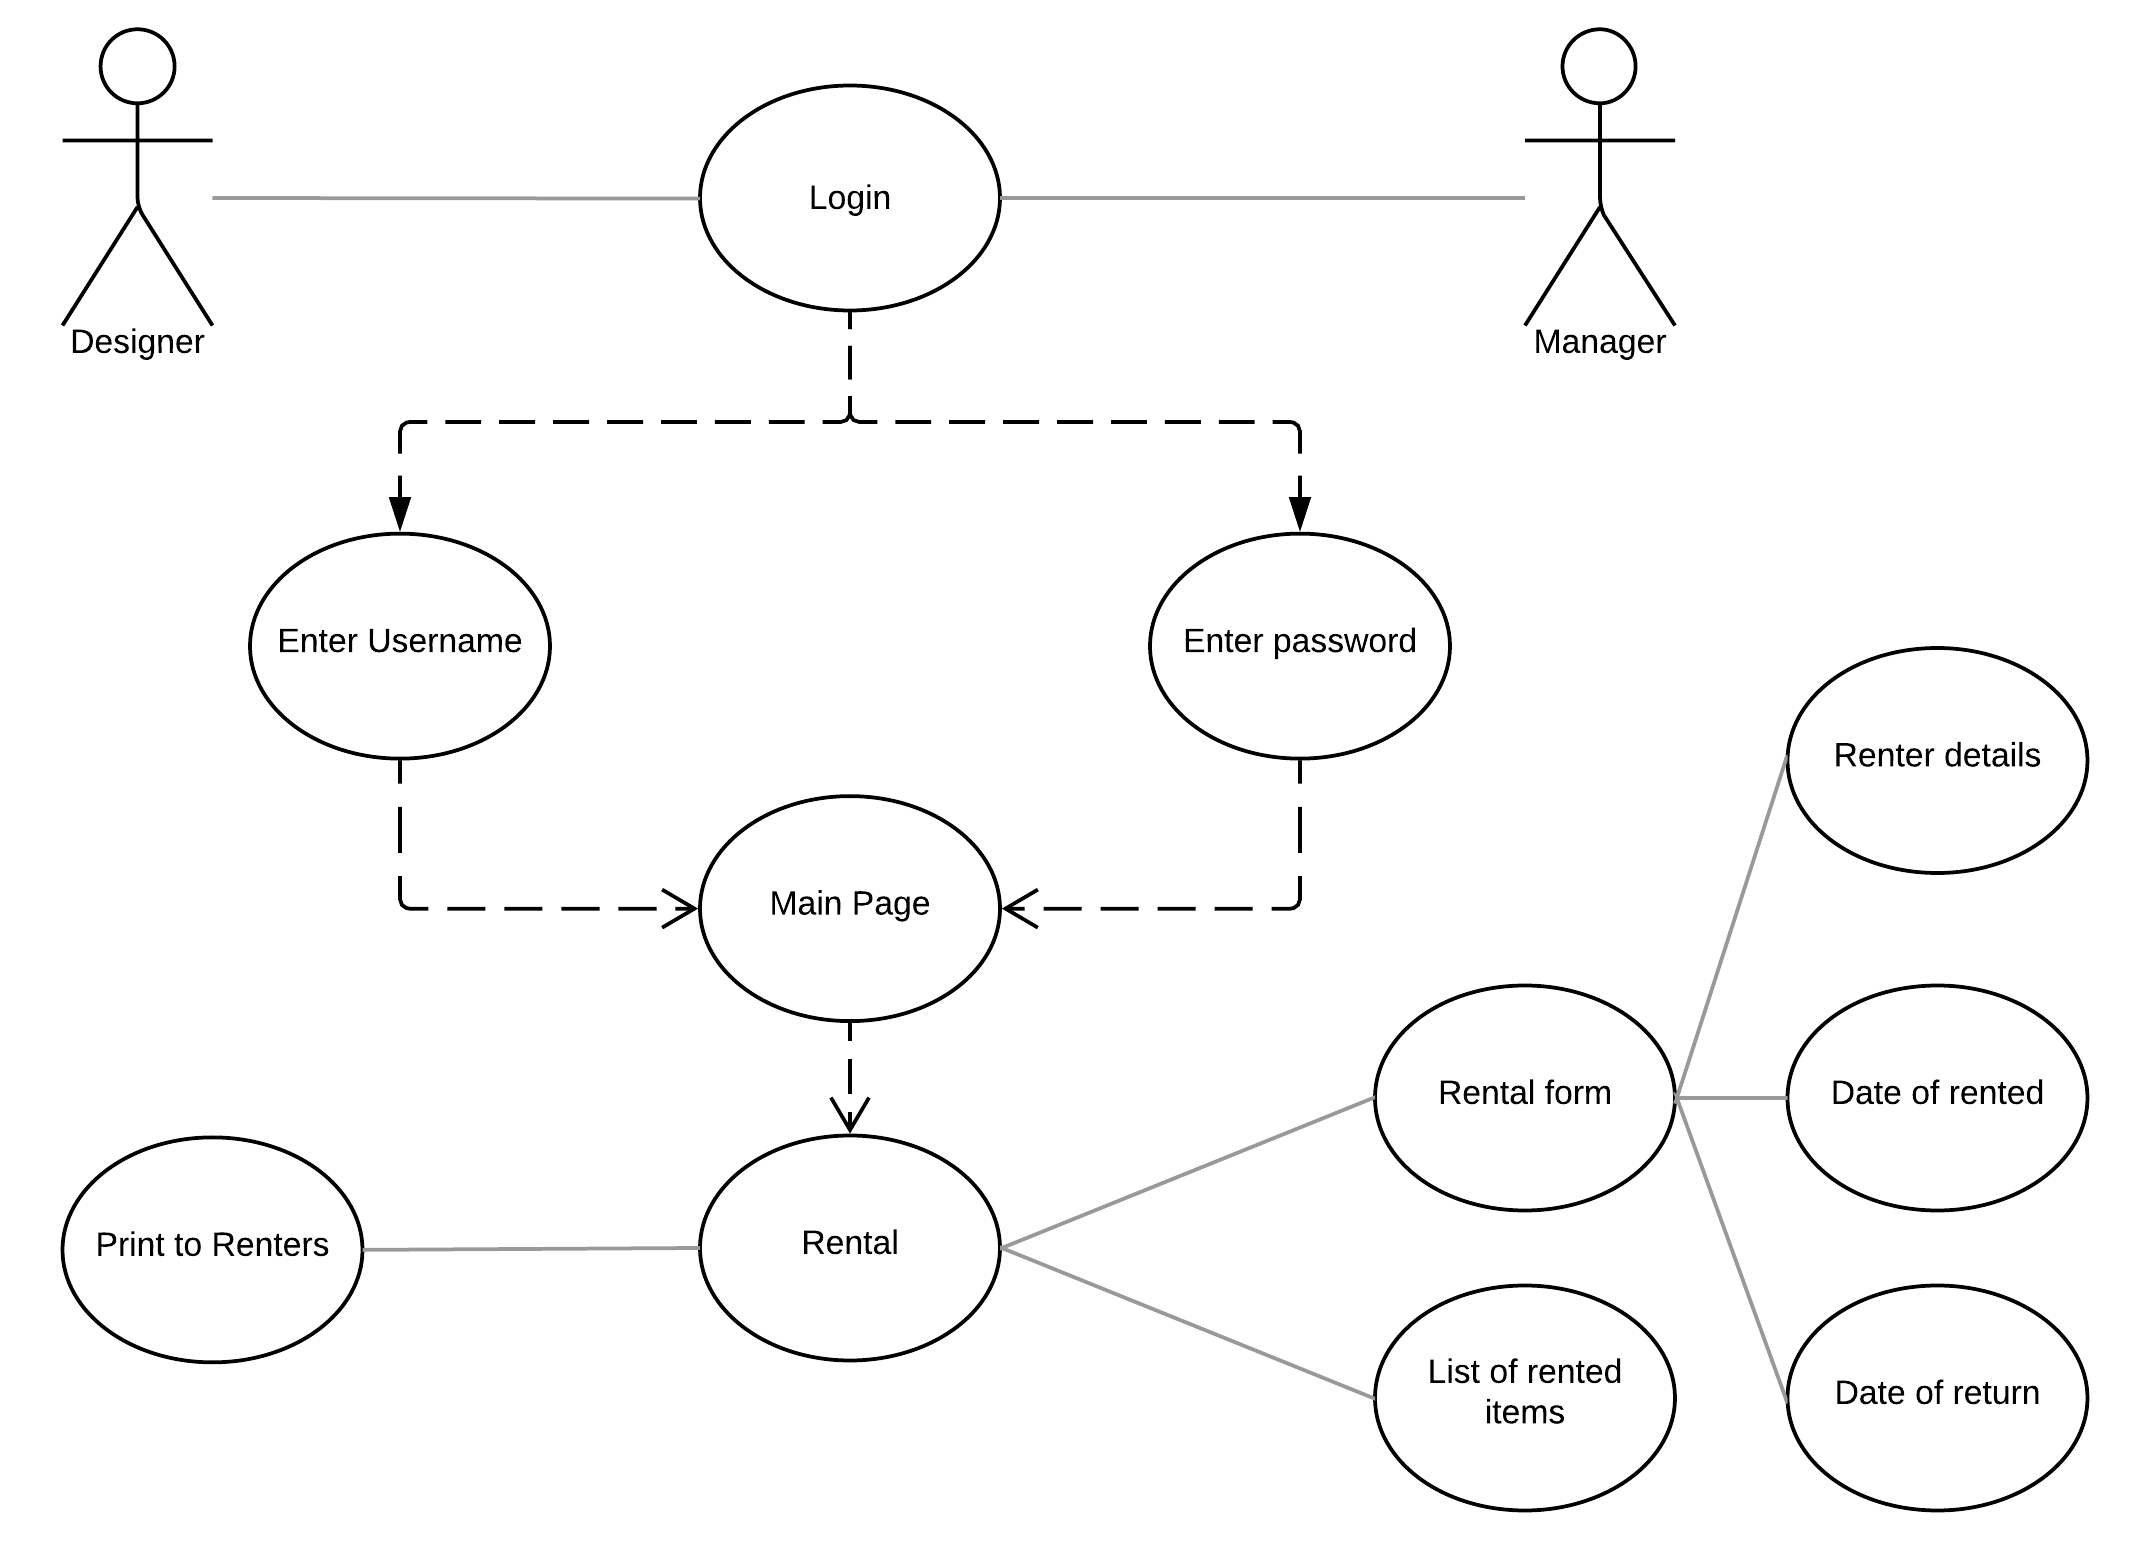 Login
Designer
Manager
Enter Username
Enter password
Renter details
Main Page
Rental form
Date of rented
Print to Renters
Rental
List of rented
items
Date of return